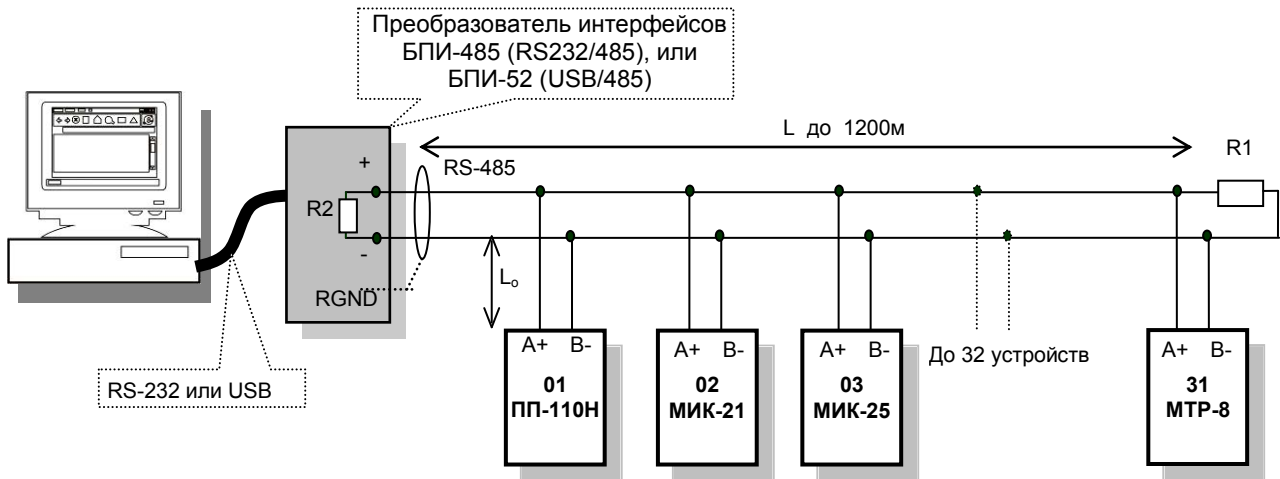 Преобразователь интерфейсов
БПИ-485 (RS232/485), или
БПИ-52 (USB/485)
L до 1200м
R1
+
RS-485
R2
-
RGND
Lo
RS-232 или USB
До 32 устройств
A+ B-
01
ПП-110Н
A+ B-
02
МИК-21
A+ B-
03
МИК-25
A+ B-
31
МТР-8